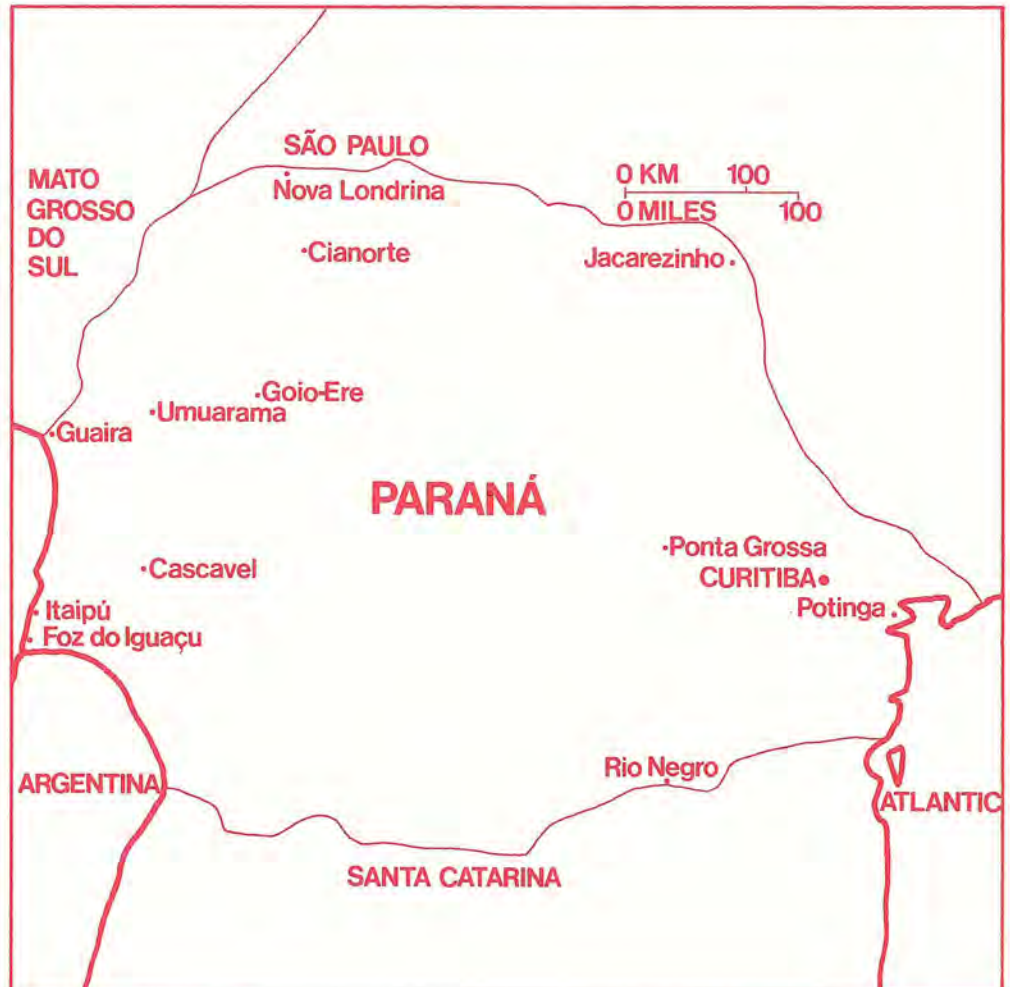 SÃO PAULO
MATO
GROSSO
DO
SUL
Nova Londrina
0 KM 100
0 MILES 100
Cianorte
Jacarezinho
Goio-Ere
Umuarama
Guaira
PARANÁ
Ponta Grossa
CURITIBA
Cascavel
Potinga
Itaipú
Foz do Iguaçu
Rio Negro
ARGENTINA
ATLANTIC
SANTA CATARINA